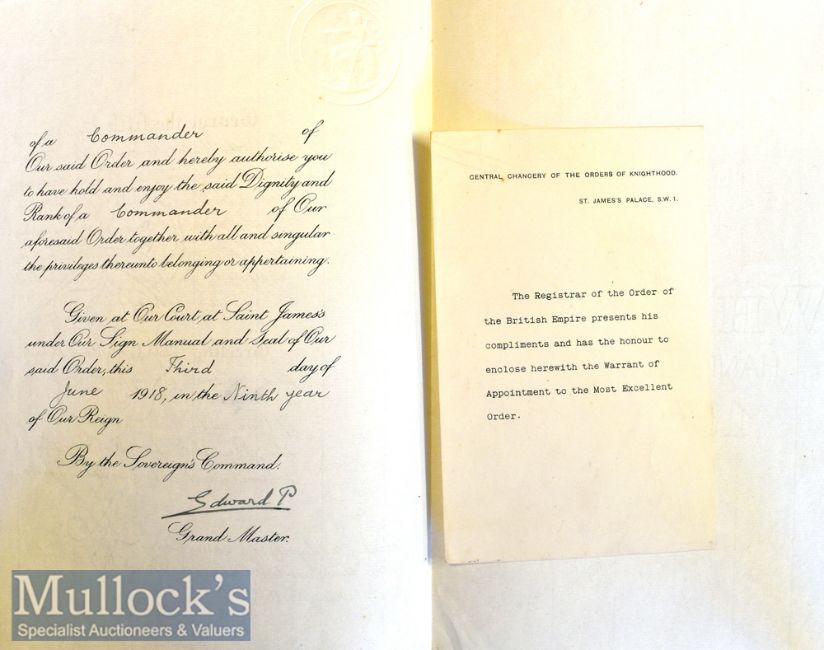 of a Commander of
Our said Order and hereby authorise you
to have hold and enjoy the said Dignity and
Rank of a Commander of Our
aforesaid Order together with all and singular
the privileges thereunto belonging or appertaining.
Given at Our Court at Saint James's
under Our Sign Manual and Seal of Our
said Order, this Third day of
June 1918, in the Ninth year
of Our Reign
By the Sovereign's Command.
Edward P
Grand Master.
CENTRAL CHANCERY OF THE ORDERS OF KNIGHTHOOD.
ST. JAMES'S PALACE, S.W. 1.
The Registrar of the Order of
the British Empire presents his
compliments and has the honour to
enclose herewith the Warrant of
Appointment to the Most Excellent
Order.
Mullock's
Specialist Auctioneers & Valuers